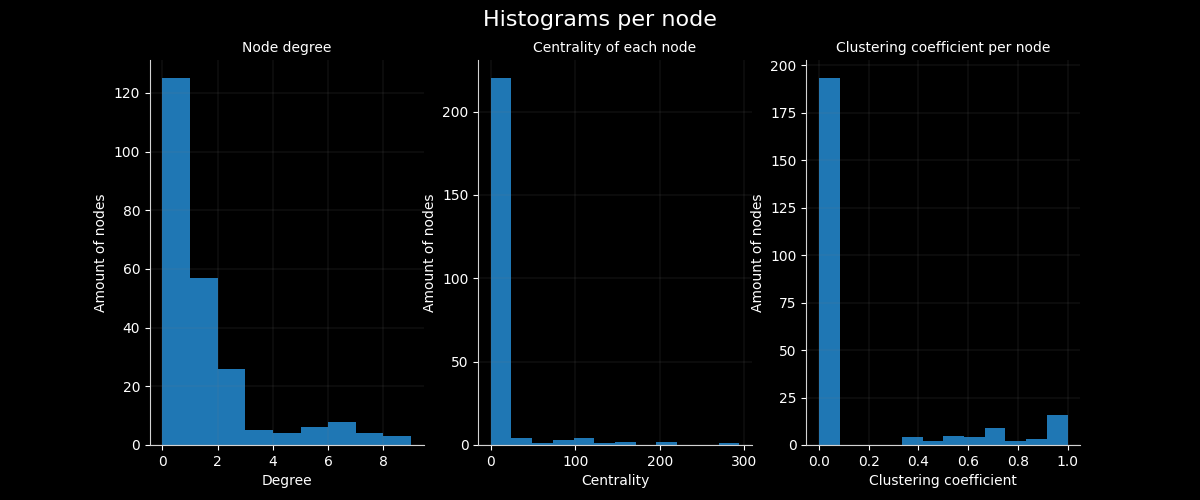 Histograms per node
Node degree
Centrality of each node
Clustering coefficient per node
Amount of nodes
120
100
80
60
40
20
0
0 2 4 6 8
Degree
Amount of nodes
200
150
100
50
0
0 100 200 300
Centrality
Amount of nodes
200
175
150
125
100
75
50
25
0
0.0 0.2 0.4 0.6 0.8 1.0
Clustering coefficient